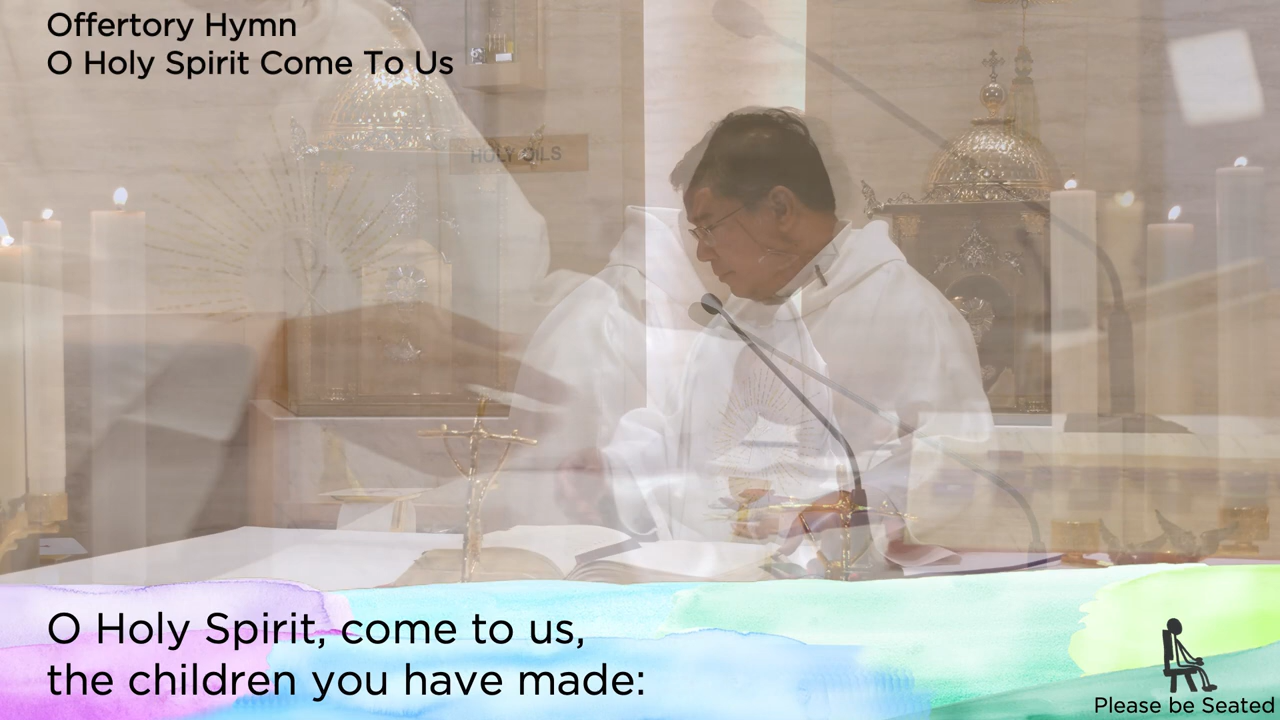 Offertory Hymn
O Holy Spirit Come To Us
HOLY OILS
O Holy Spirit, come to us,
the children you have made:
Please be Seated